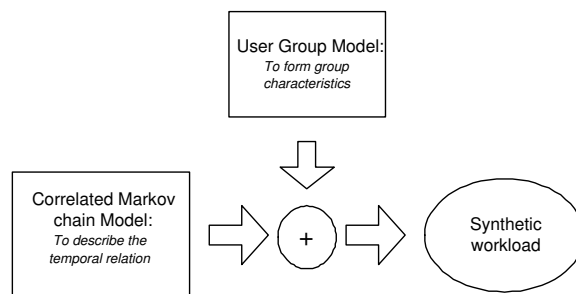 User Group Model:
To form group
characteristics
Correlated Markov
chain Model:
To describe the
temporal relation
+
Synthetic
workload